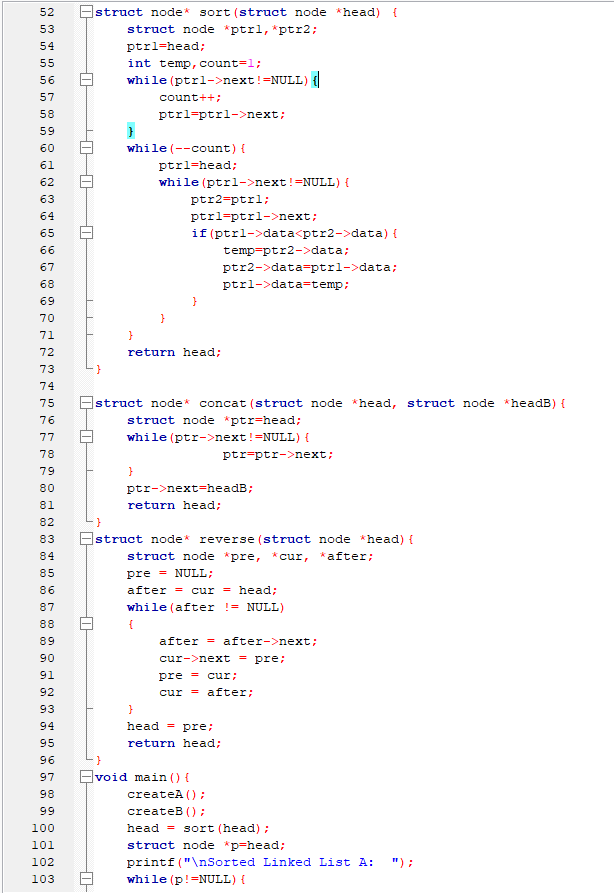 52 struct node* sort(struct node *head) {
53     struct node *ptr1,*ptr2;
54     ptr1=head;
55     int temp,count=1;
56     while(ptr1->next!=NULL){
57         count++;
58         ptr1=ptr1->next;
59     }
60     while(--count){
61         ptr1=head;
62         while(ptr1->next!=NULL){
63             ptr2=ptr1;
64             ptr1=ptr1->next;
65             if(ptr1->data<ptr2->data){
66                 temp=ptr2->data;
67                 ptr2->data=ptr1->data;
68                 ptr1->data=temp;
69             }
70         }
71     }
72     return head;
73 }
74
75 struct node* concat(struct node *head, struct node *headB){
76     struct node *ptr=head;
77     while(ptr->next!=NULL){
78                 ptr=ptr->next;
79     }
80     ptr->next=headB;
81     return head;
82 }
83 struct node* reverse(struct node *head){
84     struct node *pre, *cur, *after;
85     pre = NULL;
86     after = cur = head;
87     while(after != NULL)
88     {
89         after = after->next;
90         cur->next = pre;
91         pre = cur;
92         cur = after;
93     }
94     head = pre;
95     return head;
96 }
97 void main(){
98     createA();
99     createB();
100     head = sort(head);
101     struct node *p=head;
102     printf("\nSorted Linked List A:  ");
103     while(p!=NULL){